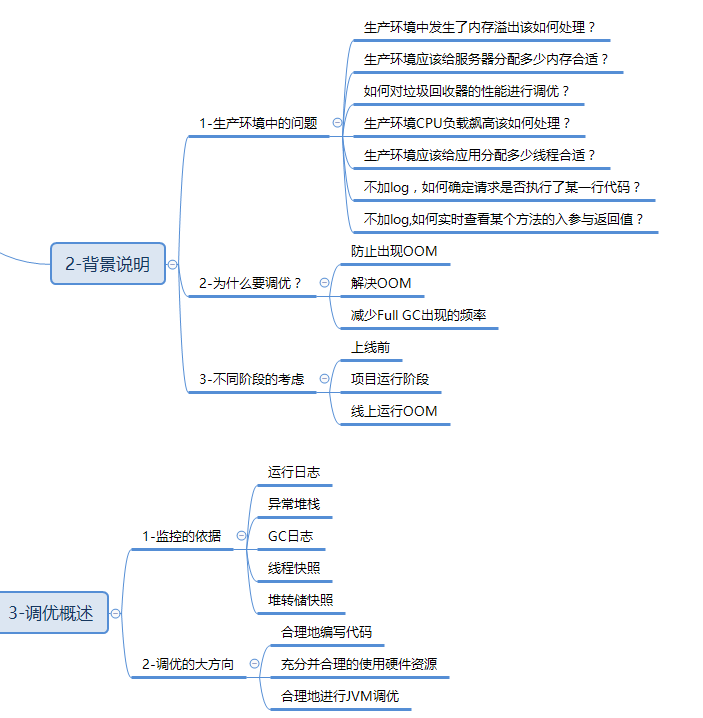 2-背景说明
1-生产环境中的问题
生产环境中发生了内存溢出该如何处理？
生产环境应该给服务器分配多少内存合适？
如何对垃圾回收器的性能进行调优？
生产环境CPU负载飙高该如何处理？
生产环境应该给应用分配多少线程合适？
不加log，如何确定请求是否执行了某一行代码？
不加log,如何实时查看某个方法的入参与返回值？
2-为什么要调优？
防止出现OOM
解决OOM
减少Full GC出现的频率
3-不同阶段的考虑
上线前
项目运行阶段
线上运行OOM
3-调优概述
1-监控的依据
运行日志
异常堆栈
GC日志
线程快照
堆转储快照
2-调优的大方向
合理地编写代码
充分并合理的使用硬件资源
合理地进行JVM调优